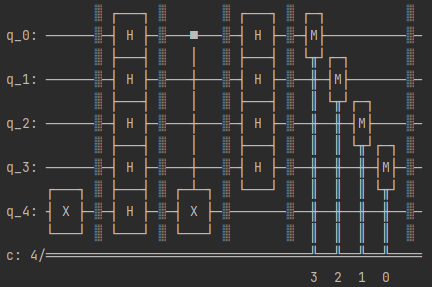 H H M
q_0:
H H M
q_1:
H H M
q_2:
H H M
q_3:
X H X
q_4:
c: 4/
3 2 1 0